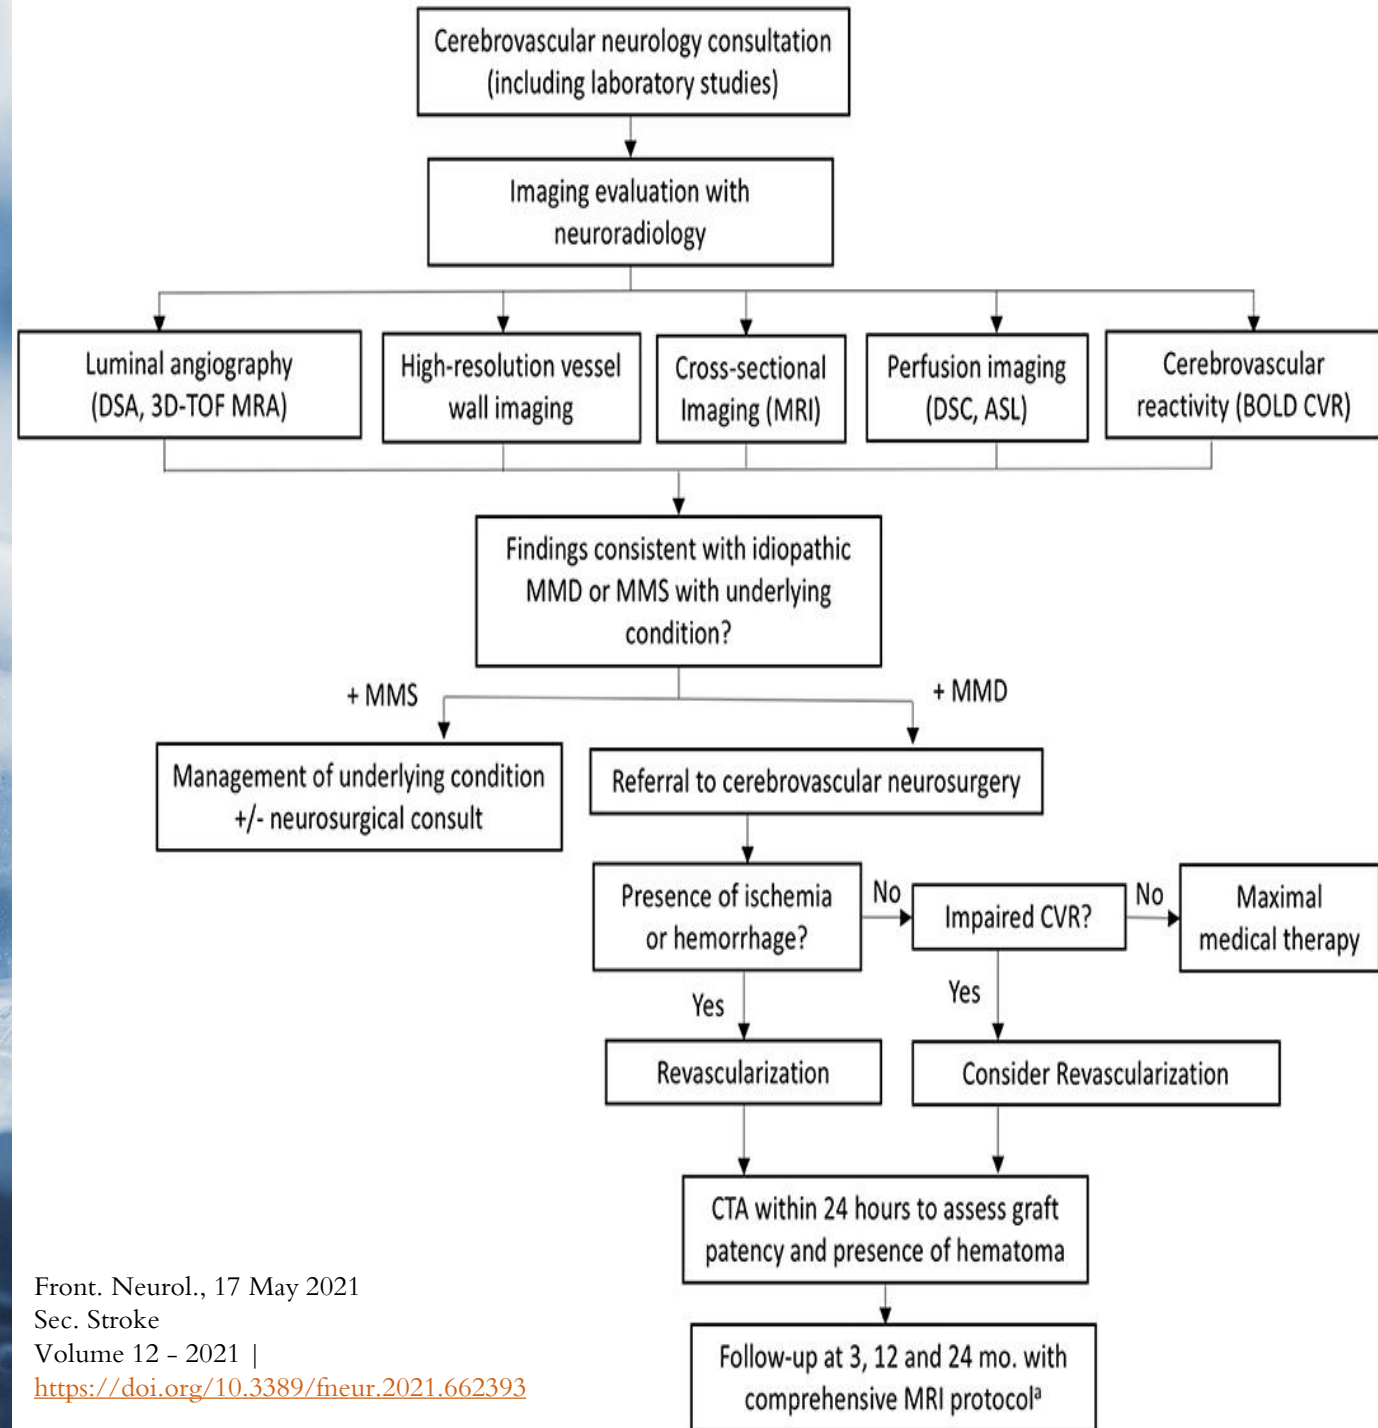 Cerebrovascular neurology consultation
(including laboratory studies)
Imaging evaluation with
neuroradiology
Luminal angiography
(DSA, 3D-TOF MRA)
High-resolution vessel
wall imaging
Cross-sectional
Imaging (MRI)
Perfusion imaging
(DSC, ASL)
Cerebrovascular
reactivity (BOLD CVR)
Findings consistent with idiopathic
MMD or MMS with underlying
condition?
+ MMS
+ MMD
Management of underlying condition
+/- neurosurgical consult
Referral to cerebrovascular neurosurgery
Presence of ischemia
or hemorrhage?
No
Impaired CVR?
No
Maximal
medical therapy
Yes
Yes
Revascularization
Consider Revascularization
CTA within 24 hours to assess graft
patency and presence of hematoma
Follow-up at 3, 12 and 24 mo. with
comprehensive MRI protocolᵃ
Front. Neurol., 17 May 2021
Sec. Stroke
Volume 12 - 2021 |
https://doi.org/10.3389/fneur.2021.662393